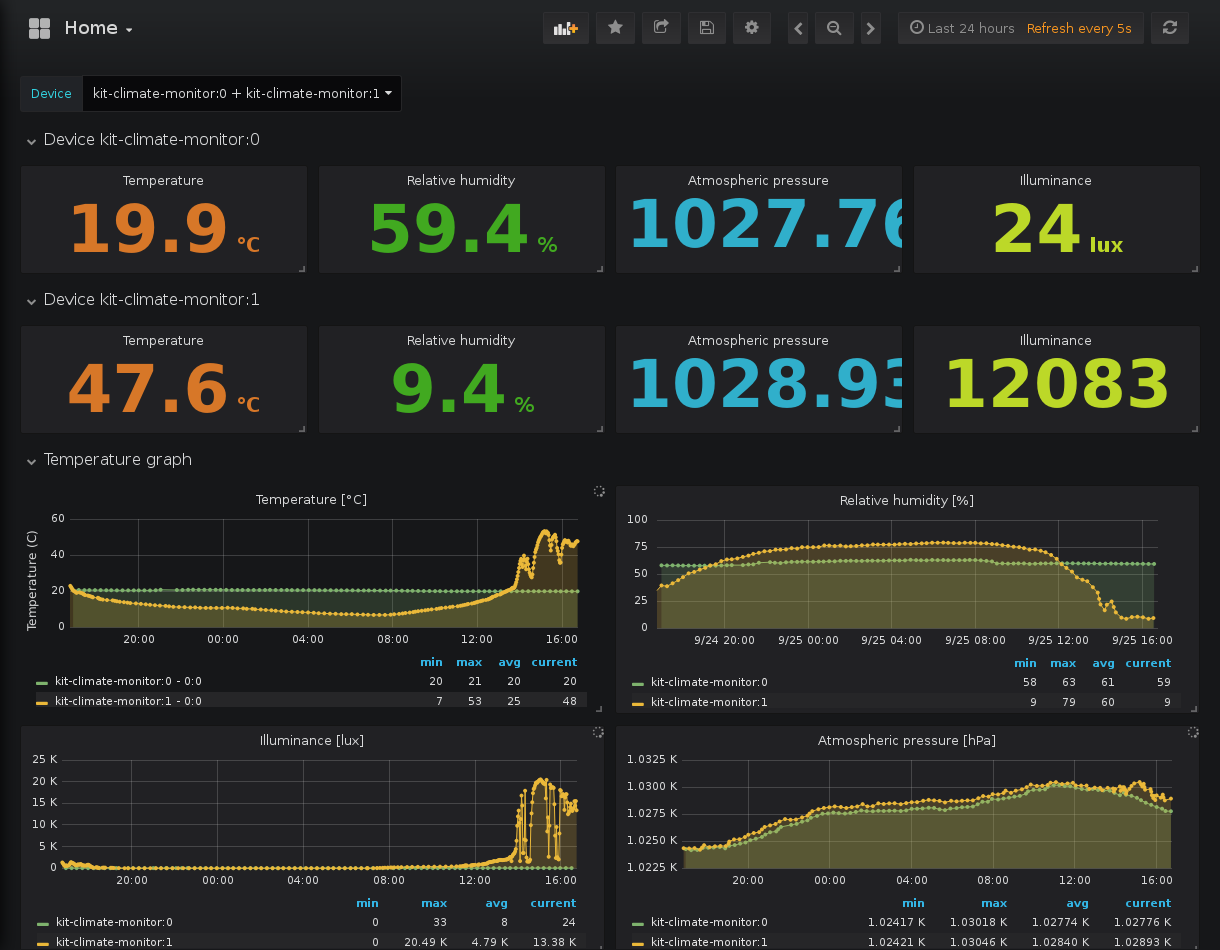 Home
Last 24 hours Refresh every 5s
Device kit-climate-monitor:0 + kit-climate-monitor:1
Device kit-climate-monitor:0
Temperature Relative humidity Atmospheric pressure Illuminance
19.9 °C 59.4 % 1027.76 24 lux
Device kit-climate-monitor:1
Temperature Relative humidity Atmospheric pressure Illuminance
47.6 °C 9.4 % 1028.93 12083
Temperature graph
Temperature [°C]
Temperature (C)
60
40
20
0
20:00 00:00 04:00 08:00 12:00 16:00
min max avg current
kit-climate-monitor:0 - 0:0 20 21 20 20
kit-climate-monitor:1 - 0:0 7 53 25 48
Relative humidity [%]
100
75
50
25
0
9/24 20:00 9/25 00:00 9/25 04:00 9/25 08:00 9/25 12:00 9/25 16:00
min max avg current
kit-climate-monitor:0 58 63 61 59
kit-climate-monitor:1 9 79 60 9
Illuminance [lux]
25 K
20 K
15 K
10 K
5 K
0
20:00 00:00 04:00 08:00 12:00 16:00
min max avg current
kit-climate-monitor:0 0 33 8 24
kit-climate-monitor:1 0 20.49 K 4.79 K 13.38 K
Atmospheric pressure [hPa]
1.0325 K
1.0300 K
1.0275 K
1.0250 K
1.0225 K
20:00 00:00 04:00 08:00 12:00 16:00
min max avg current
kit-climate-monitor:0 1.02417 K 1.03018 K 1.02774 K 1.02776 K
kit-climate-monitor:1 1.02421 K 1.03046 K 1.02840 K 1.02893 K